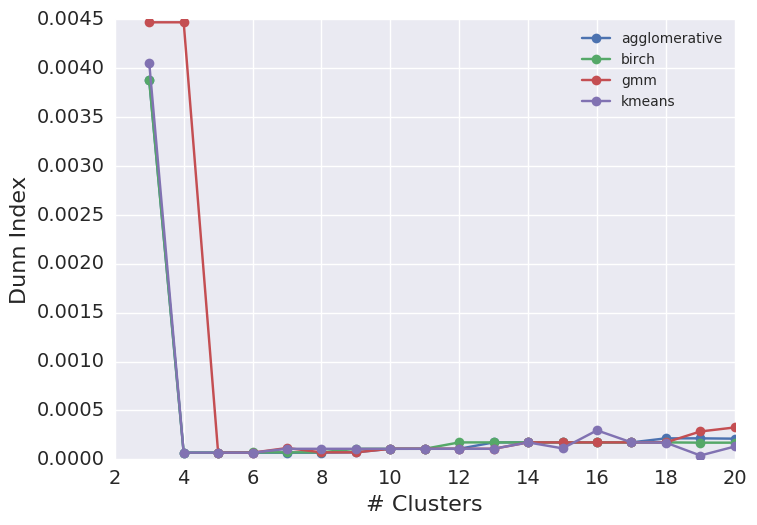 0.0045
0.0040
0.0035
0.0030
0.0025
0.0020
0.0015
0.0010
0.0005
0.0000
Dunn Index
agglomerative
birch
gmm
kmeans
2 4 6 8 10 12 14 16 18 20
# Clusters